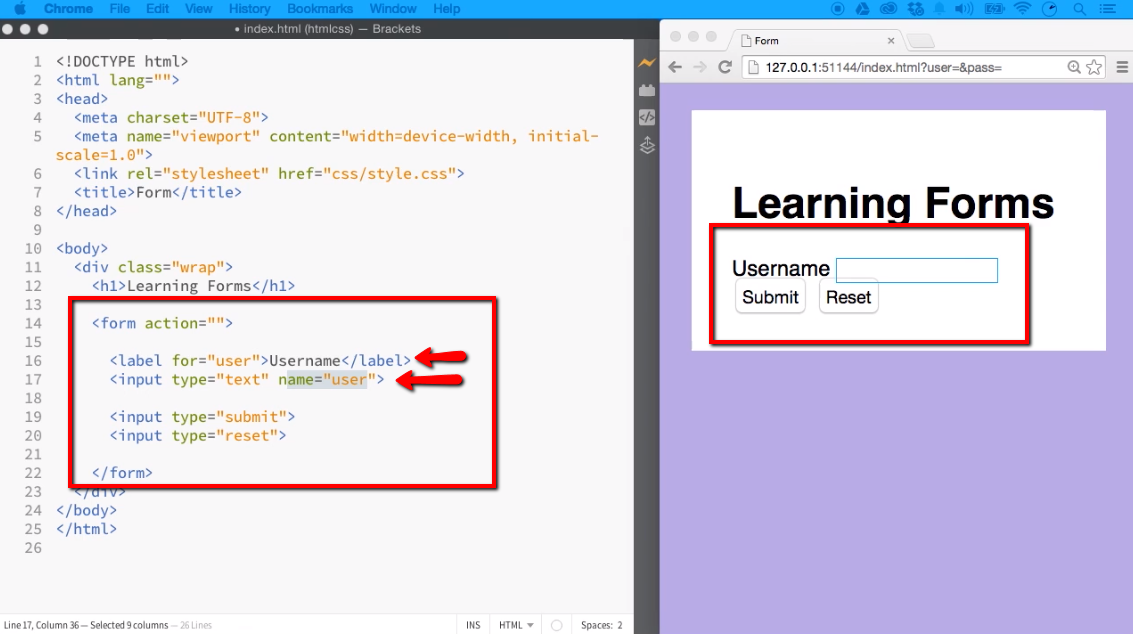 Chrome File Edit View History Bookmarks Window Help
• index.html (htmlcss) — Brackets
1 <!DOCTYPE html>
2 <html lang="">
3 <head>
4 <meta charset="UTF-8">
5 <meta name="viewport" content="width=device-width, initial-
scale=1.0">
6 <link rel="stylesheet" href="css/style.css">
7 <title>Form</title>
8 </head>
9
10 <body>
11 <div class="wrap">
12 <h1>Learning Forms</h1>
13
14 <form action="">
15
16 <label for="user">Username</label>
17 <input type="text" name="user">
18
19 <input type="submit">
20 <input type="reset">
21
22 </form>
23 </div>
24 </body>
25 </html>
26
Line 17, Column 36 — Selected 9 columns — 26 Lines
INS HTML Spaces: 2
Form
127.0.0.1:51144/index.html?user=&pass=
Learning Forms
Username
Submit Reset